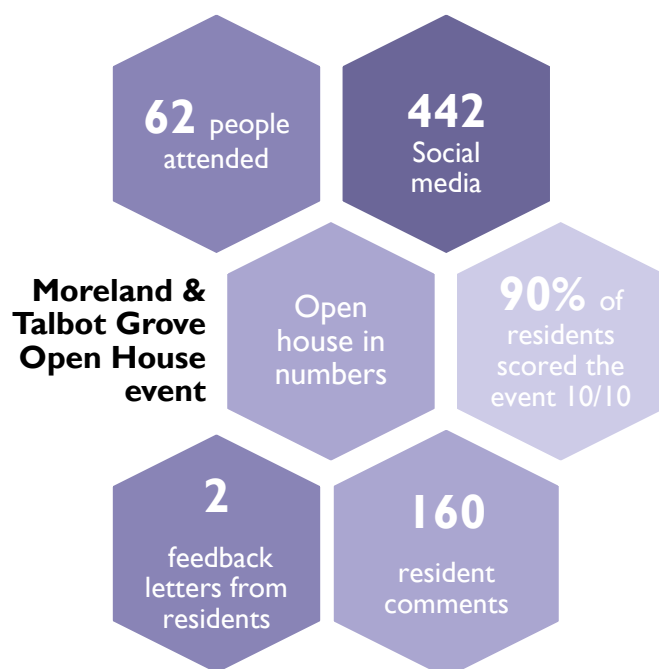 62 people
attended
442
Social
media
Moreland &
Talbot Grove
Open House
event
Open
house in
numbers
90% of
residents
scored the
event 10/10
2
feedback
letters from
residents
160
resident
comments